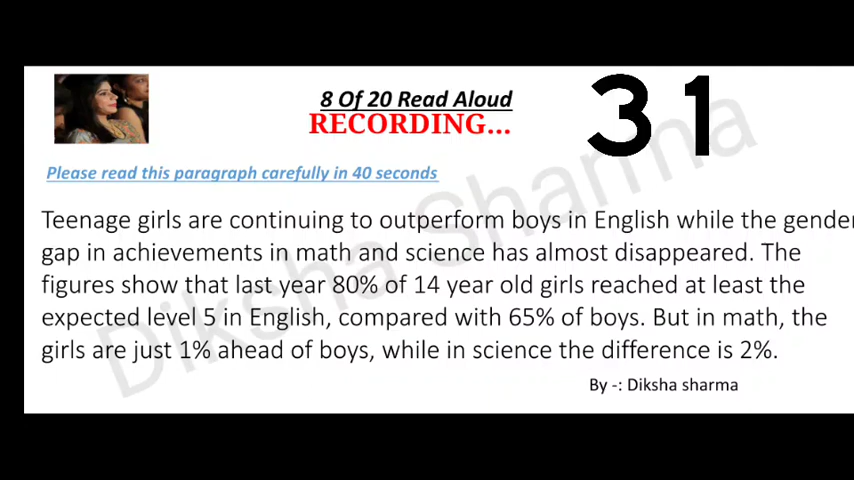 8 Of 20 Read Aloud
RECORDING...
31
Please read this paragraph carefully in 40 seconds
Teenage girls are continuing to outperform boys in English while the gender
gap in achievements in math and science has almost disappeared. The
figures show that last year 80% of 14 year old girls reached at least the
expected level 5 in English, compared with 65% of boys. But in math, the
girls are just 1% ahead of boys, while in science the difference is 2%.
By -: Diksha sharma
Diksha Sharma